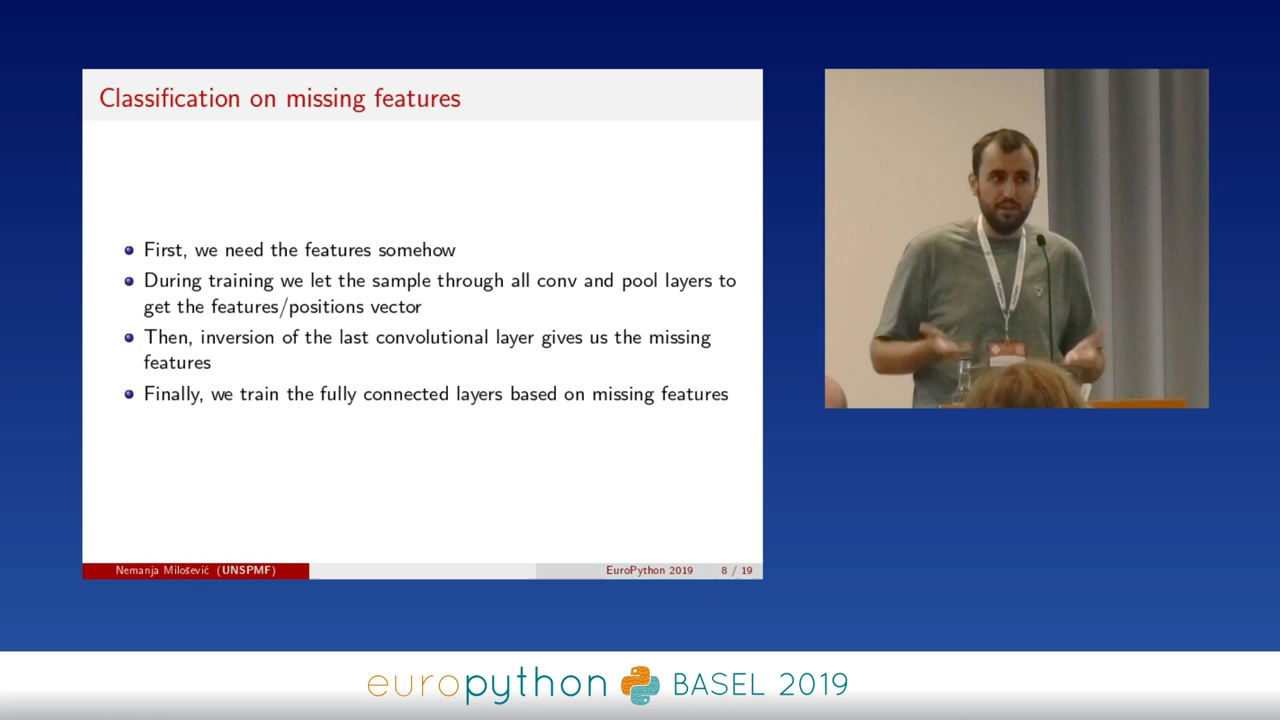 Classification on missing features
First, we need the features somehow
During training we let the sample through all conv and pool layers to
get the features/positions vector
Then, inversion of the last convolutional layer gives us the missing
features
Finally, we train the fully connected layers based on missing features
Nemanja Milošević (UNSPMF)
EuroPython 2019
8 / 19
europython BASEL 2019